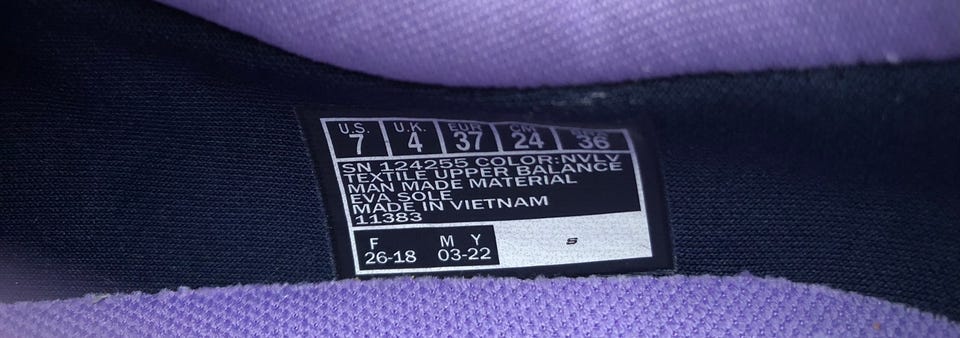 U.S. U.K. EUR CM
7 4 37 24 36
SN 124255 COLOR:NVLV
TEXTILE UPPER BALANCE
MAN MADE MATERIAL
EVA SOLE
MADE IN VIETNAM
11383
F M Y
26-18 03-22
S